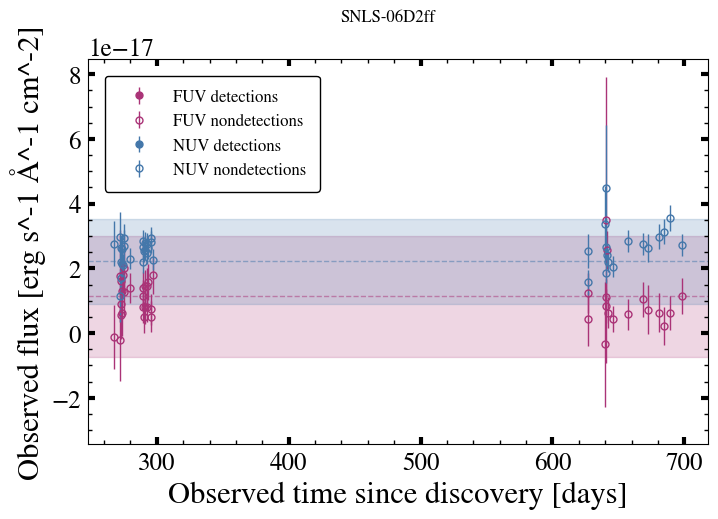 SNLS-06D2ff
1e−17
FUV detections
FUV nondetections
NUV detections
NUV nondetections
8
6
4
2
0
−2
300
400
500
600
700
Observed time since discovery [days]
Observed flux [erg s^-1 Å^-1 cm^-2]